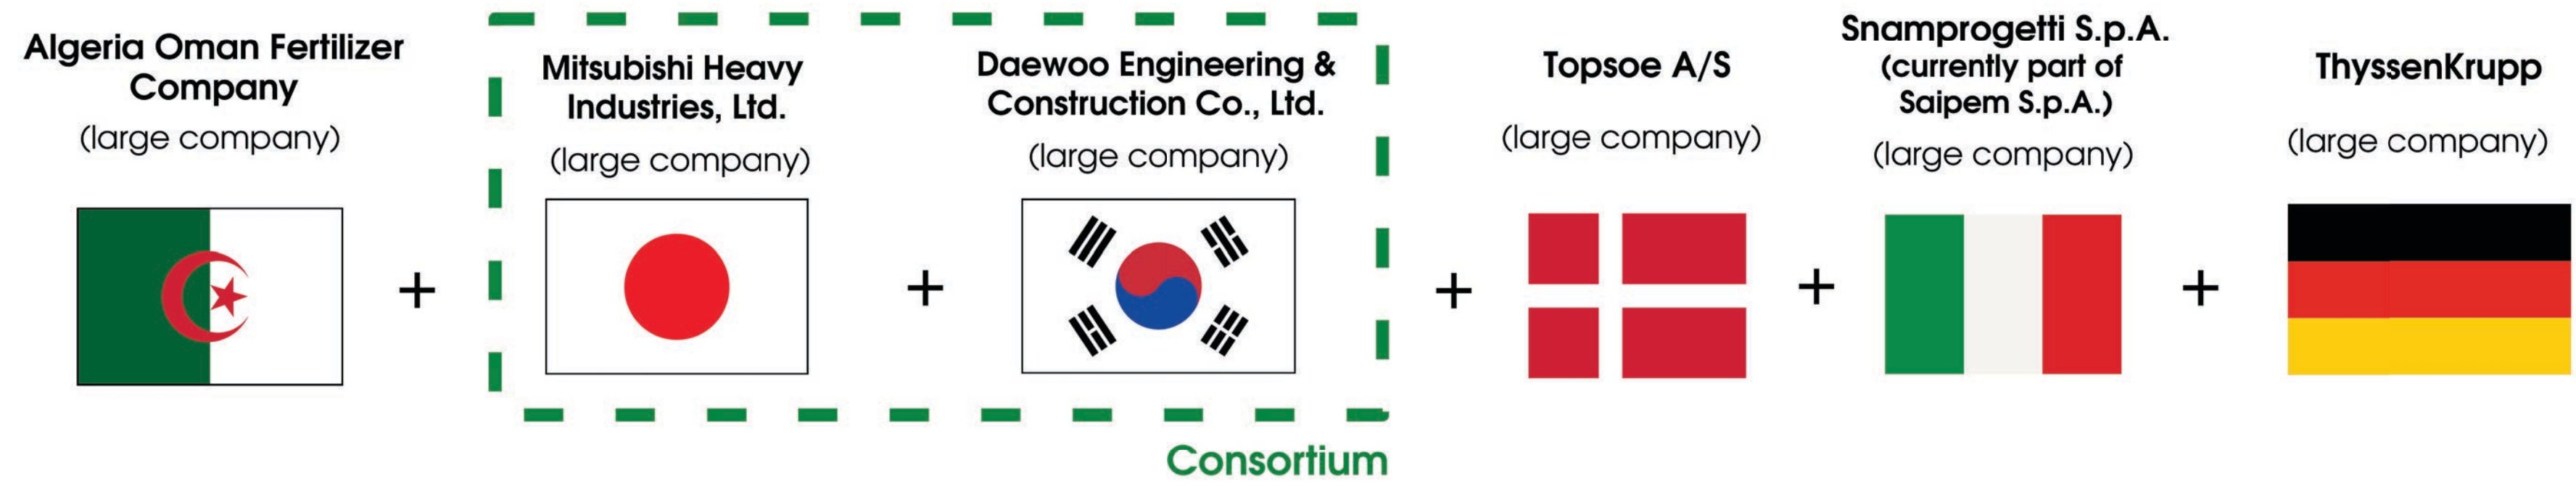 Algeria Oman Fertilizer
Company
(large company)
+
Mitsubishi Heavy
Industries, Ltd.
(large company)
+
Daewoo Engineering &
Construction Co., Ltd.
(large company)
Consortium
+
Topsoe A/S
(large company)
+
Snamprogetti S.p.A.
(currently part of
Saipem S.p.A.)
(large company)
+
ThyssenKrupp
(large company)